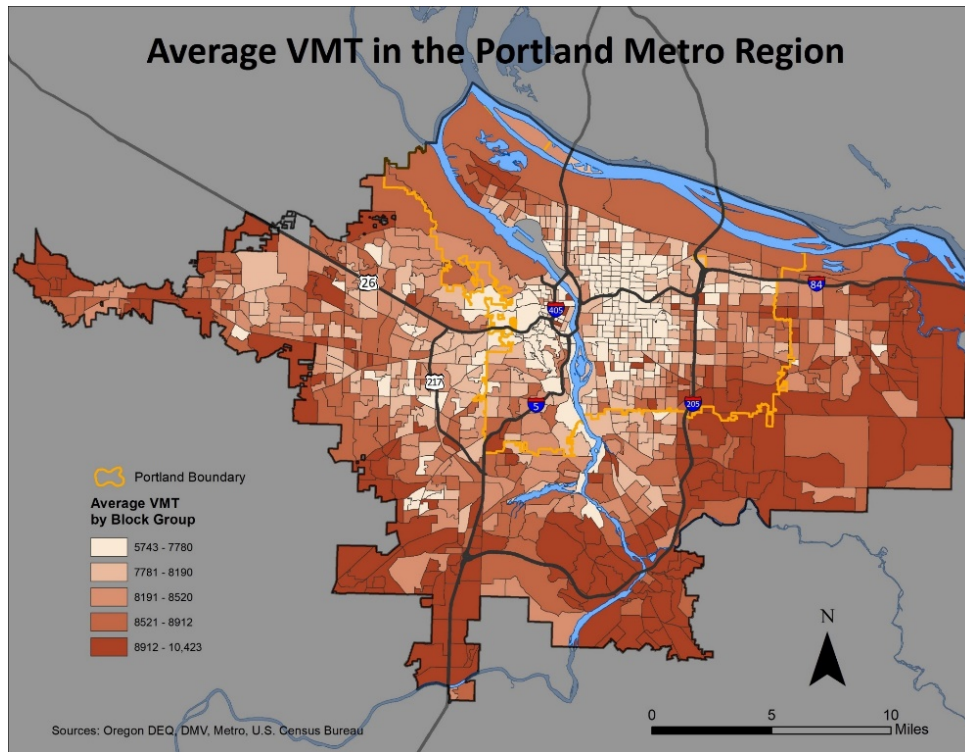 Average VMT in the Portland Metro Region
26
84
405
217
5
205
Portland Boundary
Average VMT
by Block Group
5743 - 7780
7781 - 8190
8191 - 8520
8521 - 8912
8912 - 10,423
N
0 5 10
Miles
Sources: Oregon DEQ, DMV, Metro, U.S. Census Bureau